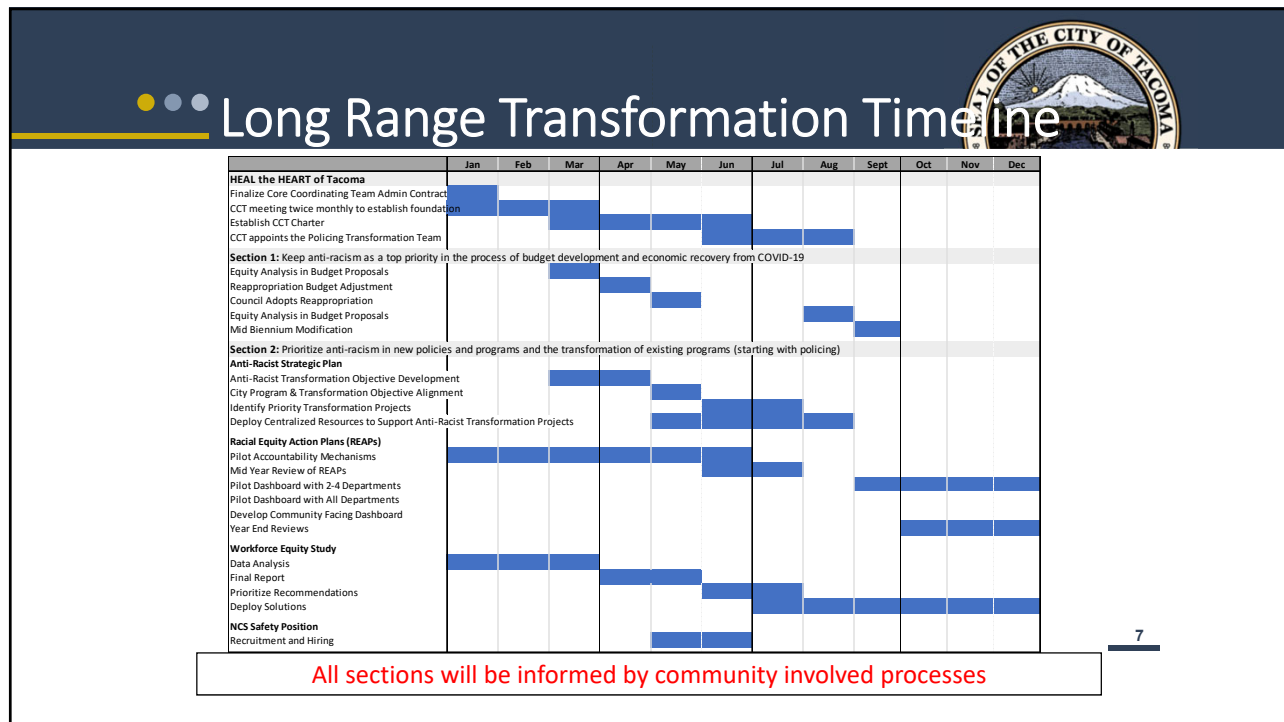 SEAL OF THE CITY OF TACOMA
Long Range Transformation Timeline
Jan Feb Mar Apr May Jun Jul Aug Sept Oct Nov Dec
HEAL the HEART of Tacoma
Finalize Core Coordinating Team Admin Contract
CCT meeting twice monthly to establish foundation
Establish CCT Charter
CCT appoints the Policing Transformation Team
Section 1: Keep anti-racism as a top priority in the process of budget development and economic recovery from COVID-19
Equity Analysis in Budget Proposals
Reappropriation Budget Adjustment
Council Adopts Reappropriation
Equity Analysis in Budget Proposals
Mid Biennium Modification
Section 2: Prioritize anti-racism in new policies and programs and the transformation of existing programs (starting with policing)
Anti-Racist Strategic Plan
Anti-Racist Transformation Objective Development
City Program & Transformation Objective Alignment
Identify Priority Transformation Projects
Deploy Centralized Resources to Support Anti-Racist Transformation Projects
Racial Equity Action Plans (REAPs)
Pilot Accountability Mechanisms
Mid Year Review of REAPs
Pilot Dashboard with 2-4 Departments
Pilot Dashboard with All Departments
Develop Community Facing Dashboard
Year End Reviews
Workforce Equity Study
Data Analysis
Final Report
Prioritize Recommendations
Deploy Solutions
NCS Safety Position
Recruitment and Hiring
7
All sections will be informed by community involved processes